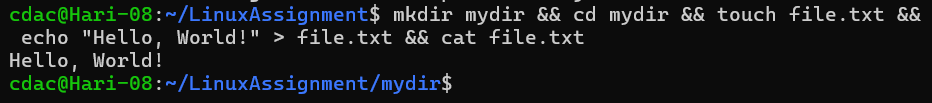 cdac@Hari-08:~/LinuxAssignment$ mkdir mydir && cd mydir && touch file.txt &&
 echo "Hello, World!" > file.txt && cat file.txt
Hello, World!
cdac@Hari-08:~/LinuxAssignment/mydir$